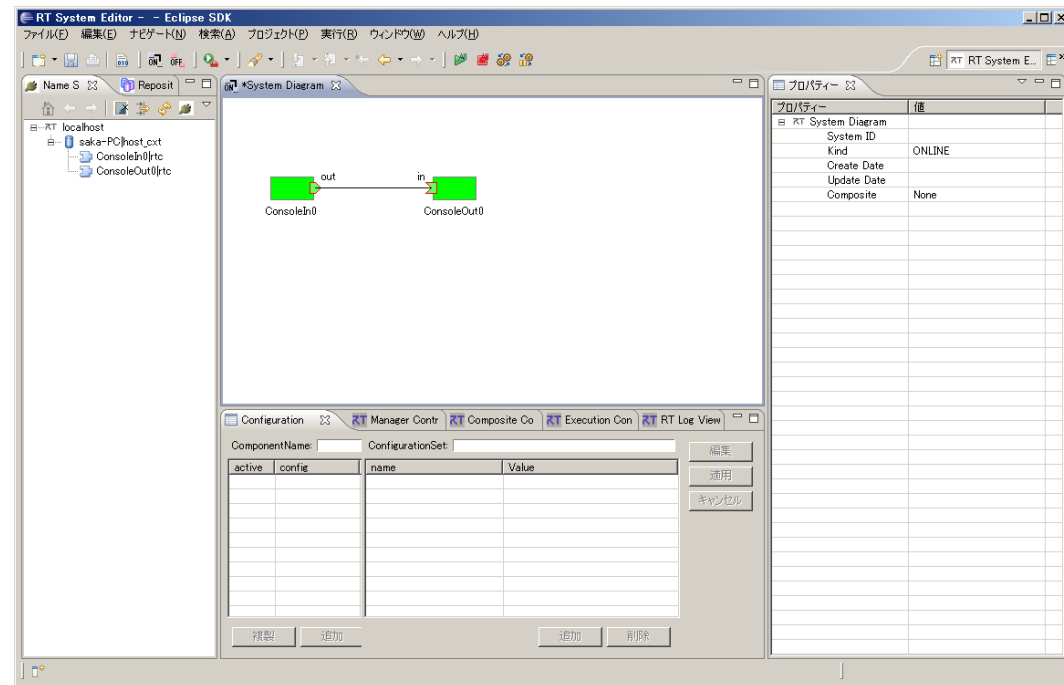 RT System Editor - - Eclipse SDK
ファイル(F) 編集(E) ナビゲート(N) 検索(A) プロジェクト(P) 実行(R) ウィンドウ(W) ヘルプ(H)
RT System E...
Name S
Reposit
*System Diagram
プロパティー
RT localhost
saka-PC|host_cxt
ConsoleIn0|rtc
ConsoleOut0|rtc
out
in
ConsoleIn0
ConsoleOut0
プロパティー 値
RT System Diagram
System ID
Kind ONLINE
Create Date
Update Date
Composite None
Configuration
RT Manager Contr
RT Composite Co
RT Execution Con
RT RT Log View
ComponentName: ConfigurationSet:
active config name Value
編集
適用
キャンセル
複製 追加 追加 削除